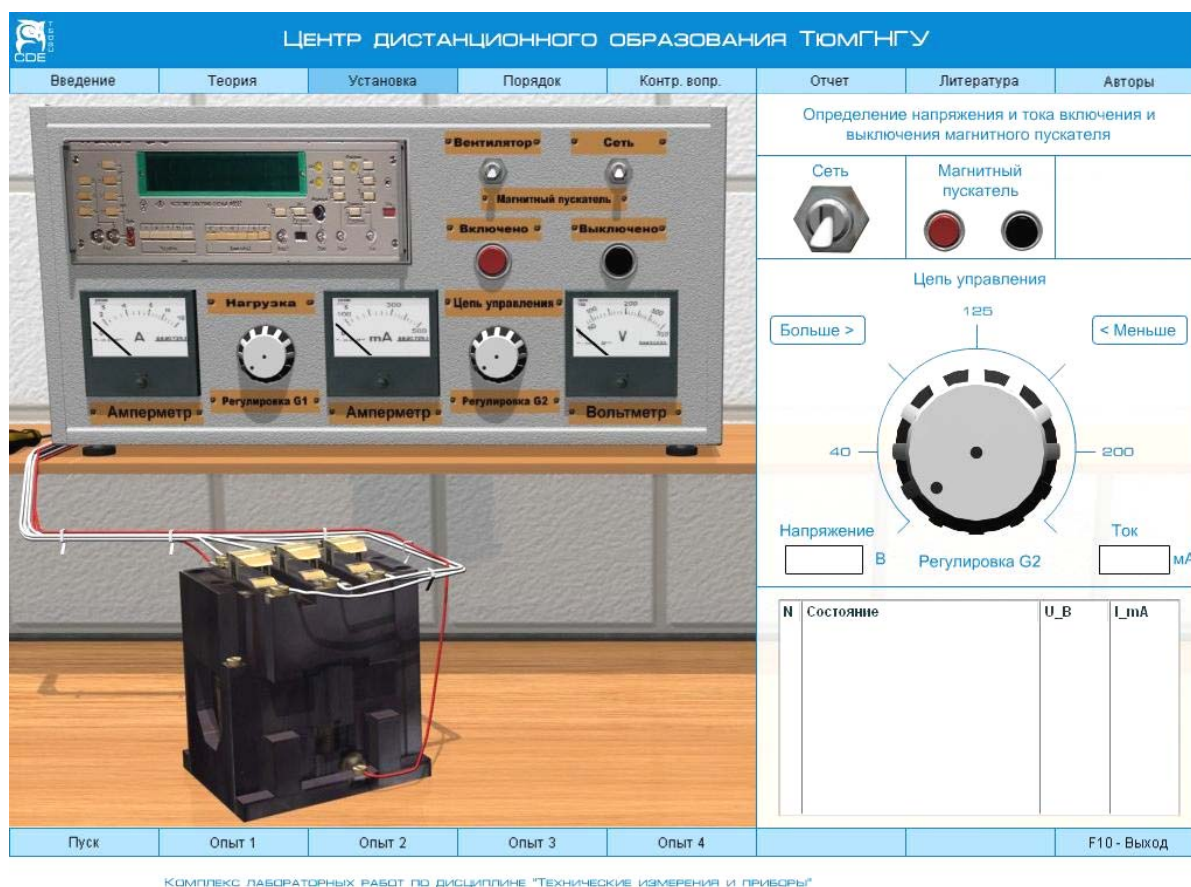 CDE
Центр дистанционного образования ТюмГНГУ
Введение
Теория
Установка
Порядок
Контр. вопр.
Отчет
Литература
Авторы
Вентилятор
Сеть
Магнитный пускатель
Включено
Выключено
Нагрузка
Цепь управления
A
mA
V
Регулировка G1
Регулировка G2
Амперметр
Амперметр
Вольтметр
Определение напряжения и тока включения и
выключения магнитного пускателя
Сеть
Магнитный
пускатель
Цепь управления
125
Больше >
< Меньше
40
200
Напряжение
В
Регулировка G2
Ток
мА
N Состояние U_В I_mA
Пуск
Опыт 1
Опыт 2
Опыт 3
Опыт 4
F10 - Выход
Комплекс лабораторных работ по дисциплине "Технические измерения и приборы"